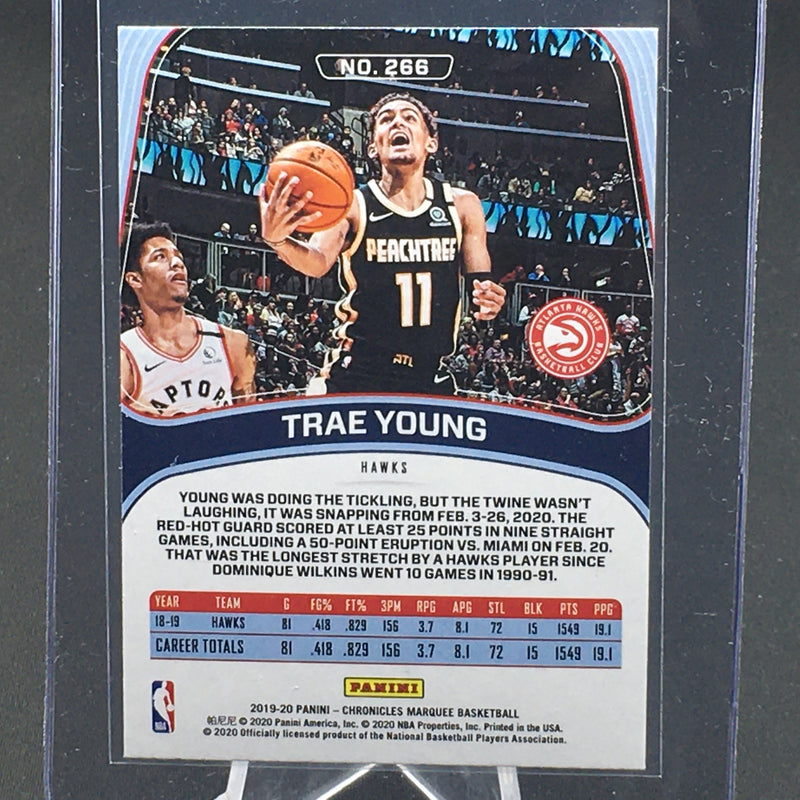 NO. 266
PEACHTREE
11
ATL
APTOR
ATLANTA HAWKS
BASKETBALL CLUB
TRAE YOUNG
HAWKS
YOUNG WAS DOING THE TICKLING, BUT THE TWINE WASN'T
LAUGHING, IT WAS SNAPPING FROM FEB. 3-26, 2020. THE
RED-HOT GUARD SCORED AT LEAST 25 POINTS IN NINE STRAIGHT
GAMES, INCLUDING A 50-POINT ERUPTION VS. MIAMI ON FEB. 20.
THAT WAS THE LONGEST STRETCH BY A HAWKS PLAYER SINCE
DOMINIQUE WILKINS WENT 10 GAMES IN 1990-91.
YEAR TEAM G FG% FT% 3PM RPG APG STL BLK PTS PPG
18-19 HAWKS 81 .418 .829 156 3.7 8.1 72 15 1549 19.1
CAREER TOTALS 81 .418 .829 156 3.7 8.1 72 15 1549 19.1
PANINI
2019-20 PANINI – CHRONICLES MARQUEE BASKETBALL
帕尼尼 © 2020 Panini America, Inc. © 2020 NBA Properties, Inc. Printed in the USA.
© 2020 Officially licensed product of the National Basketball Players Association.